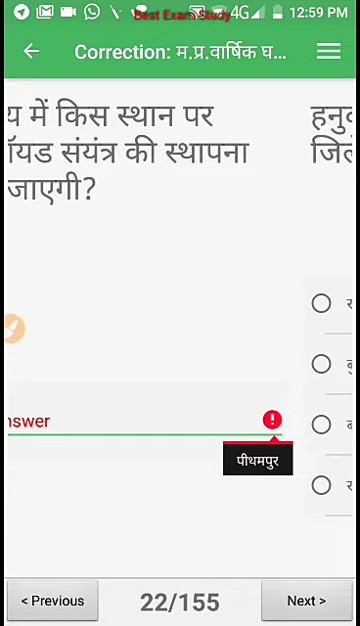 Best Exam Study
4G
12:59 PM
Correction: म.प्र.वार्षिक घ...
य में किस स्थान पर
ॉयड संयंत्र की स्थापना
जाएगी?
हनु
जिले
nswer
पीथमपुर
< Previous
22/155
Next >